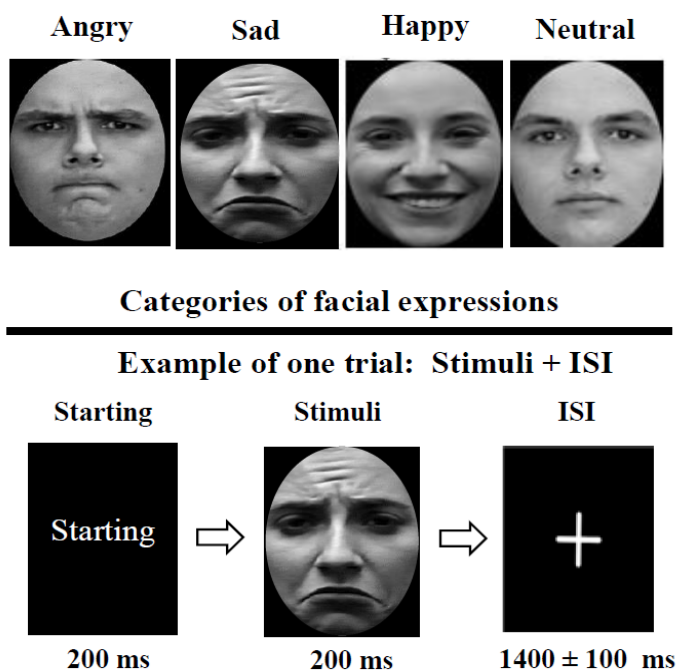 Angry Sad Happy Neutral
Categories of facial expressions
Example of one trial: Stimuli + ISI
Starting Stimuli ISI
Starting
200 ms 200 ms 1400 ± 100 ms